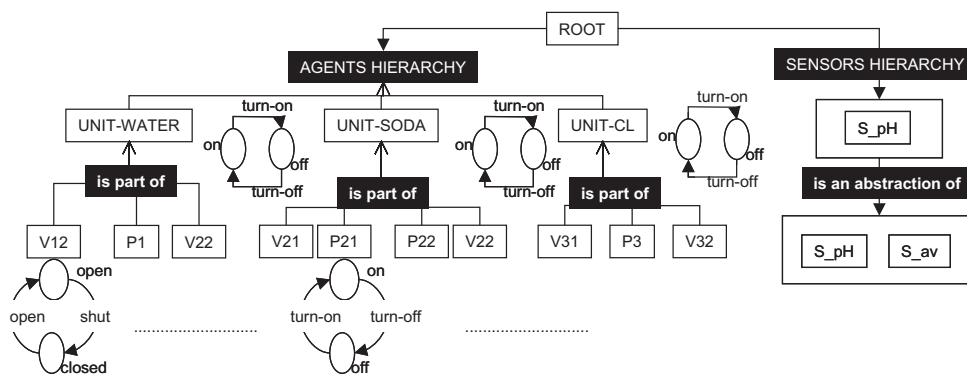 ROOT
AGENTS HIERARCHY
SENSORS HIERARCHY
UNIT-WATER
turn-on
on
off
turn-off
UNIT-SODA
turn-on
on
off
turn-off
UNIT-CL
turn-on
on
off
turn-off
S_pH
is part of
is part of
is part of
is an abstraction of
V12
P1
V22
V21
P21
P22
V22
V31
P3
V32
S_pH
S_av
open
open
shut
closed
on
turn-on
turn-off
off